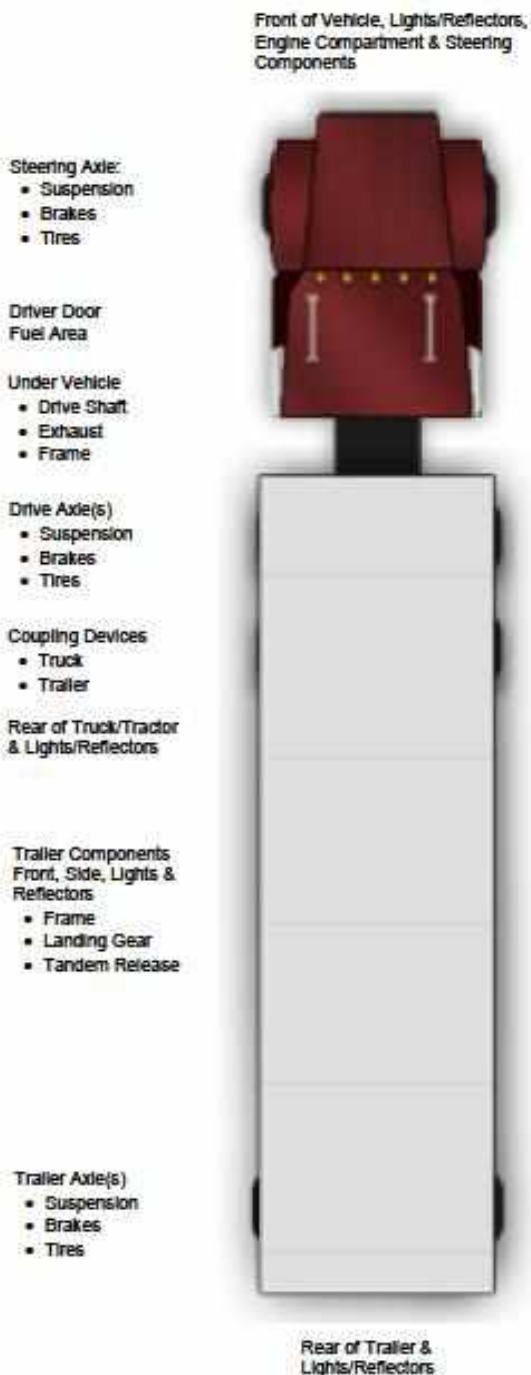 Front of Vehicle, Lights/Reflectors,
Engine Compartment & Steering
Components
Steering Axle:
• Suspension
• Brakes
• Tires
Driver Door
Fuel Area
Under Vehicle
• Drive Shaft
• Exhaust
• Frame
Drive Axle(s)
• Suspension
• Brakes
• Tires
Coupling Devices
• Truck
• Trailer
Rear of Truck/Tractor
& Lights/Reflectors
Trailer Components
Front, Side, Lights &
Reflectors
• Frame
• Landing Gear
• Tandem Release
Trailer Axle(s)
• Suspension
• Brakes
• Tires
Rear of Trailer &
Lights/Reflectors